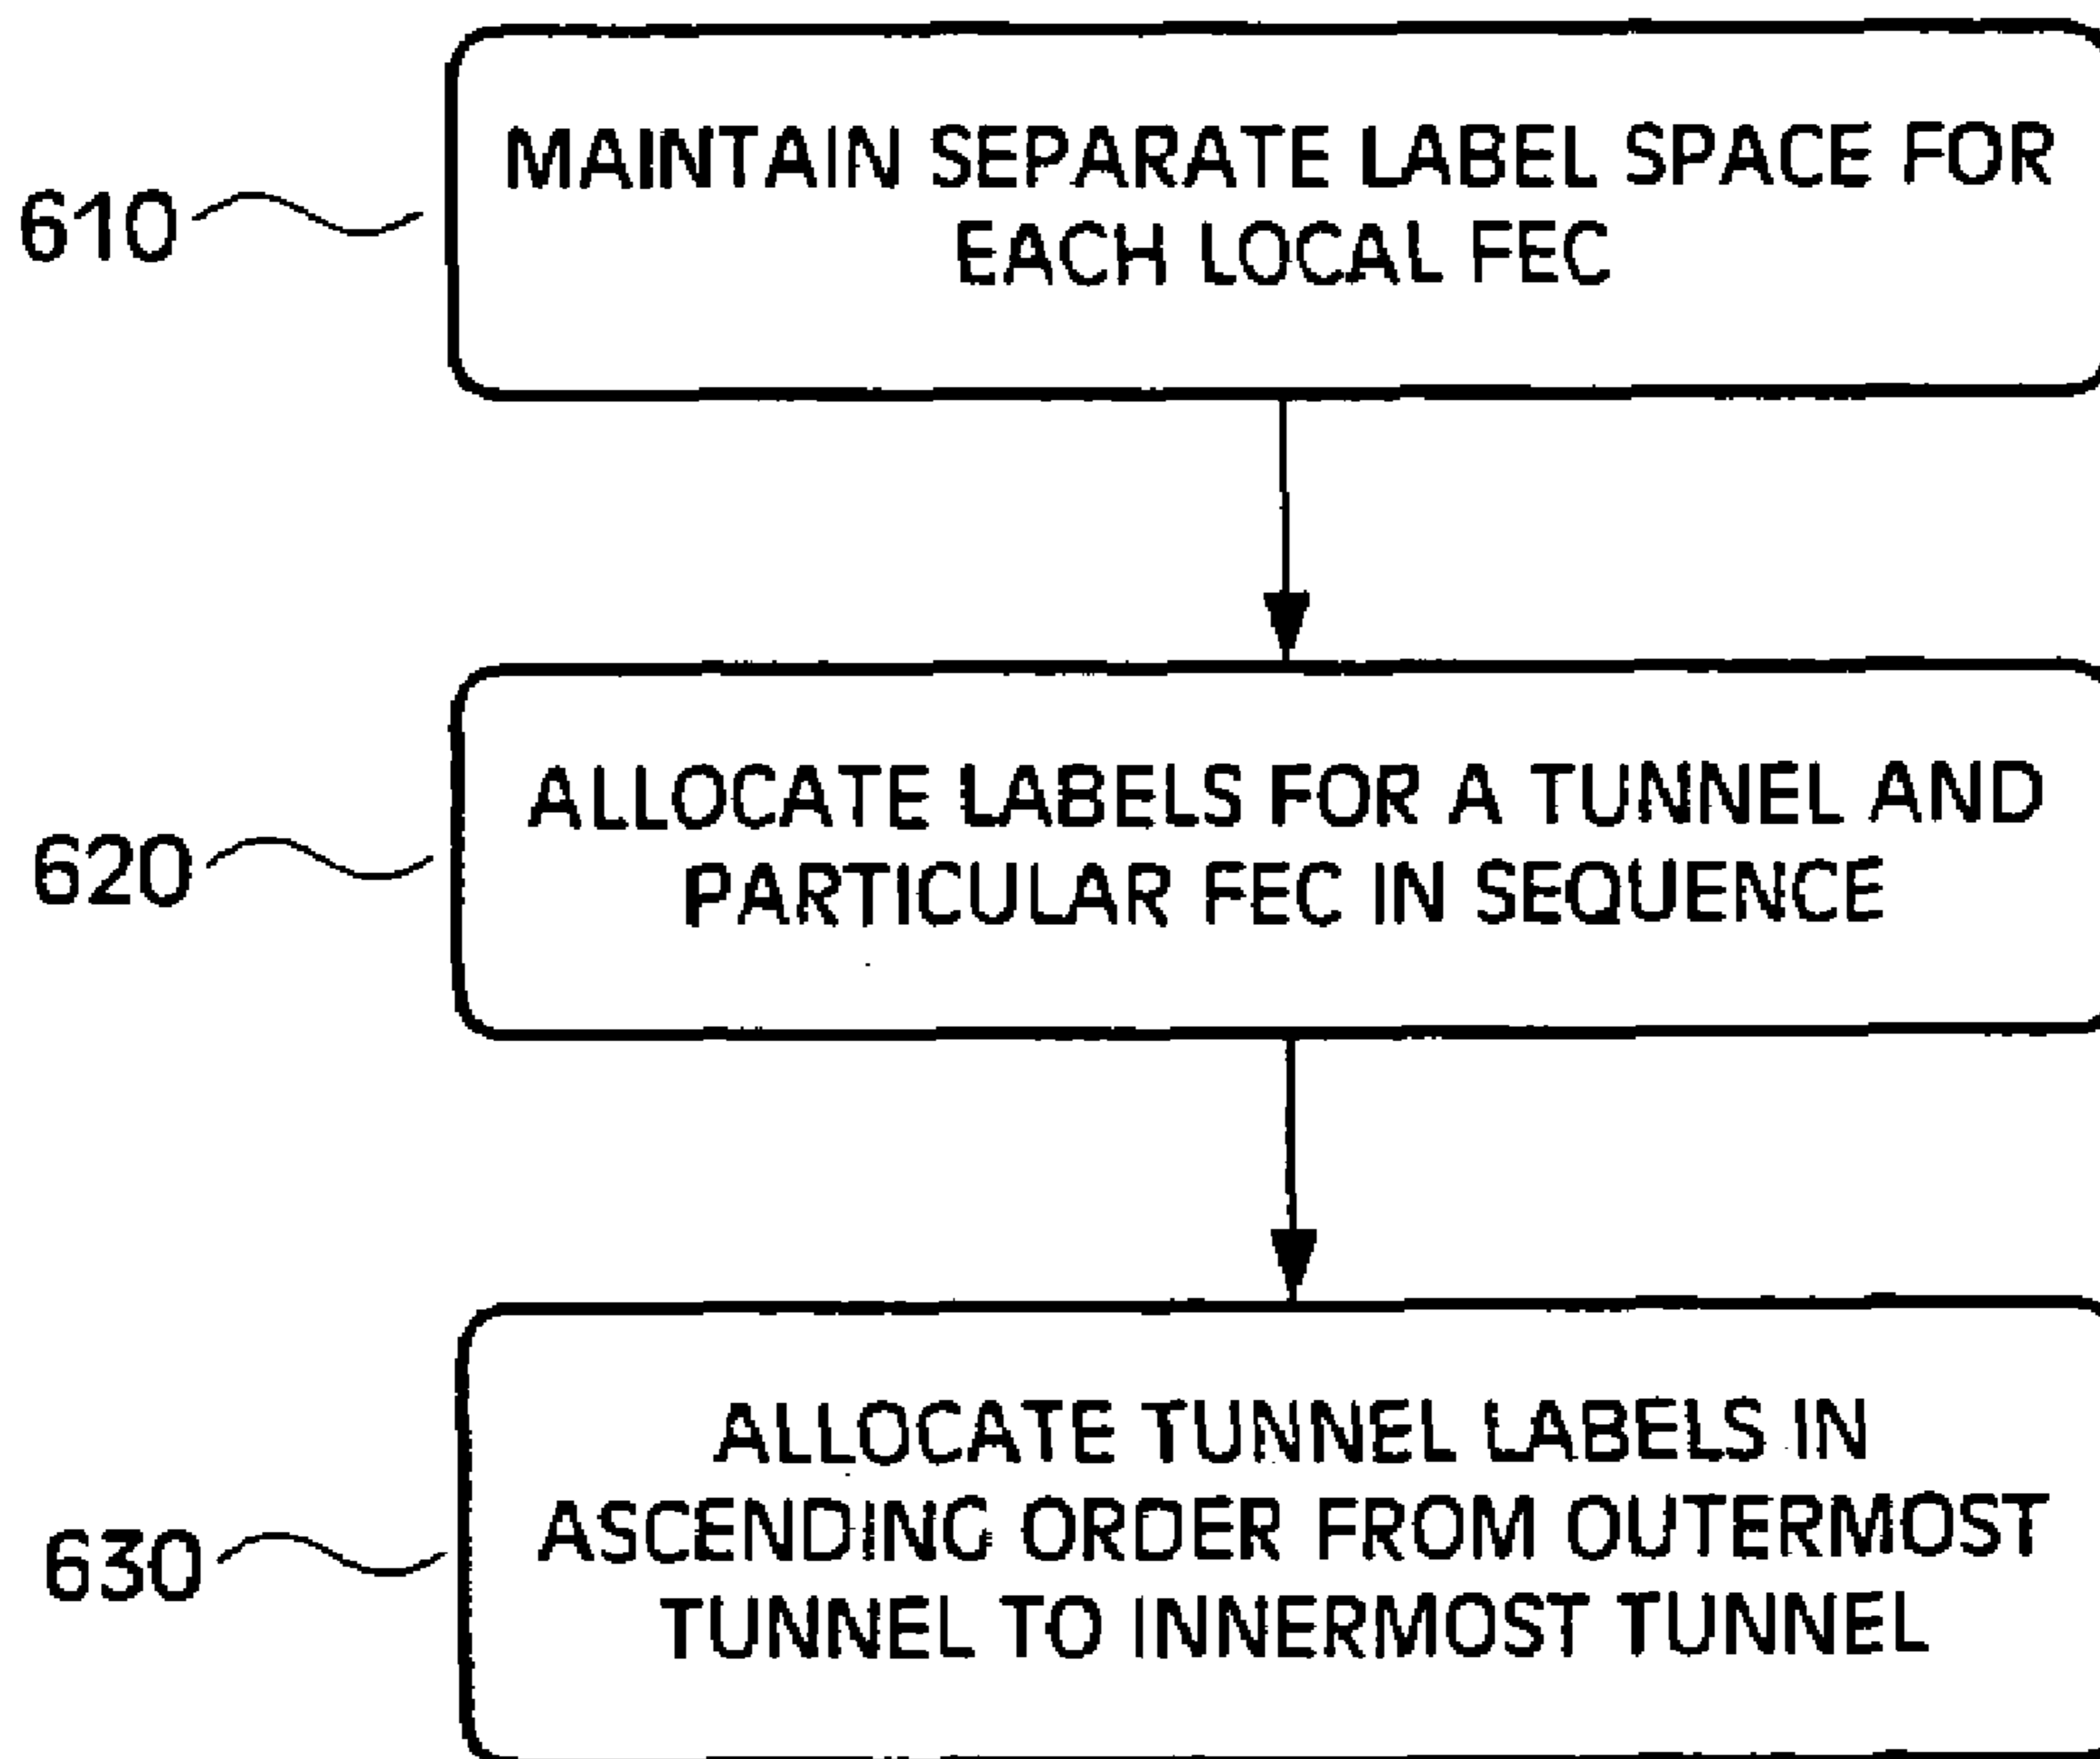 610
MAINTAIN SEPARATE LABEL SPACE FOR
EACH LOCAL FEC
620
ALLOCATE LABELS FOR A TUNNEL AND
PARTICULAR FEC IN SEQUENCE
630
ALLOCATE TUNNEL LABELS IN
ASCENDING ORDER FROM OUTERMOST
TUNNEL TO INNERMOST TUNNEL